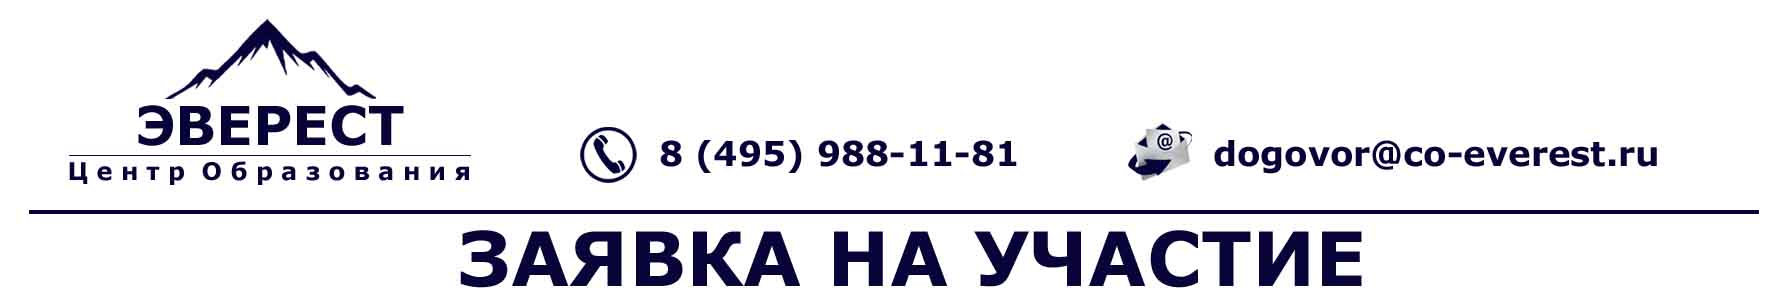 ЭВЕРЕСТ
Центр Образования
8 (495) 988-11-81
@
dogovor@co-everest.ru
ЗАЯВКА НА УЧАСТИЕ